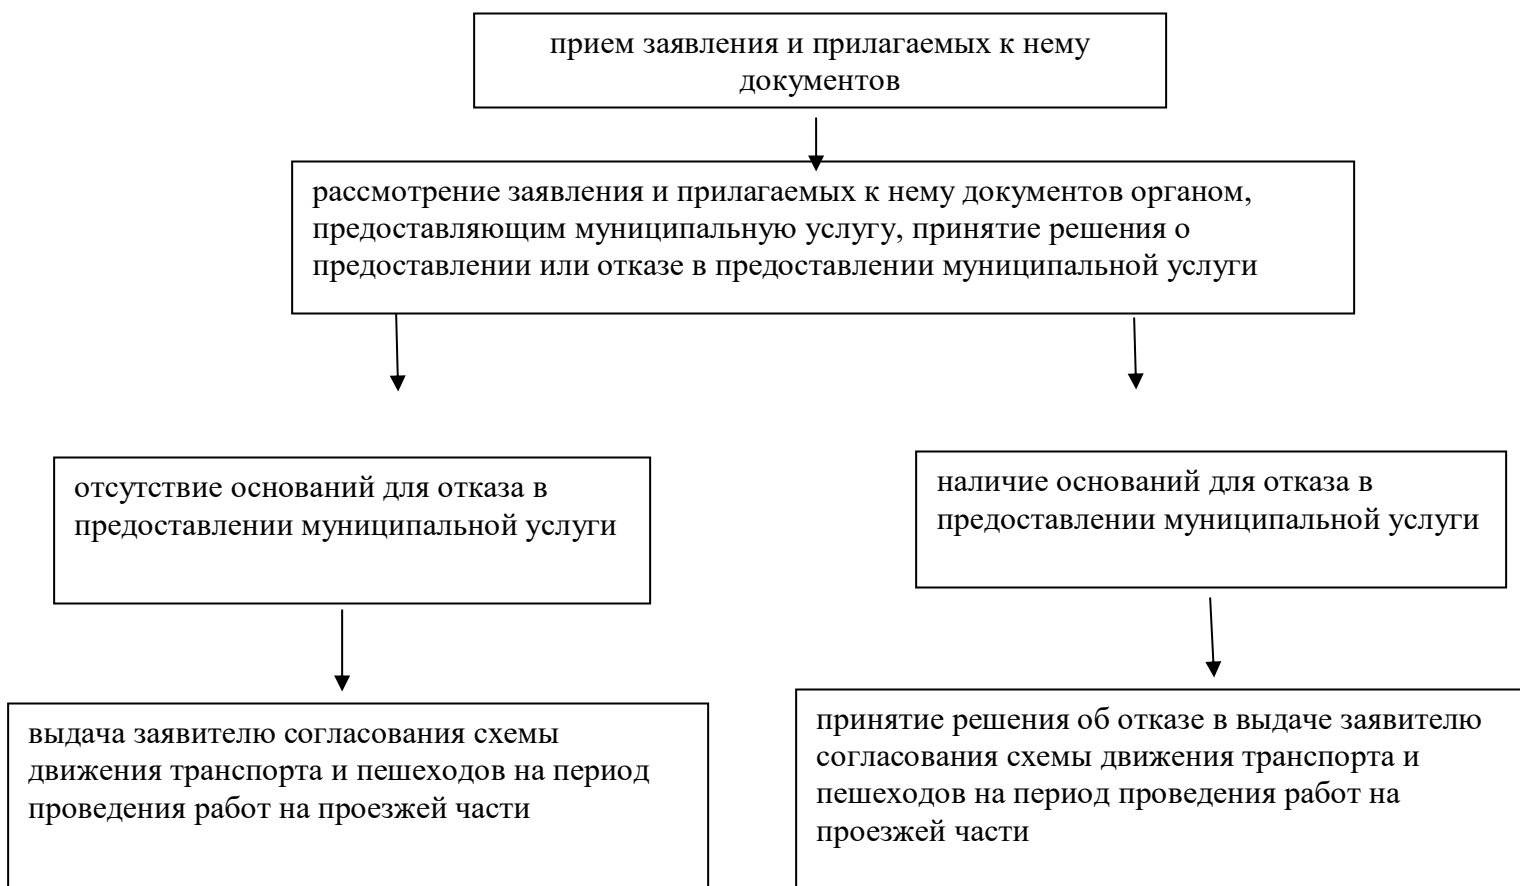 прием заявления и прилагаемых к нему
документов
рассмотрение заявления и прилагаемых к нему документов органом,
предоставляющим муниципальную услугу, принятие решения о
предоставлении или отказе в предоставлении муниципальной услуги
отсутствие оснований для отказа в
предоставлении муниципальной услуги
наличие оснований для отказа в
предоставлении муниципальной услуги
выдача заявителю согласования схемы
движения транспорта и пешеходов на период
проведения работ на проезжей части
принятие решения об отказе в выдаче заявителю
согласования схемы движения транспорта и
пешеходов на период проведения работ на
проезжей части